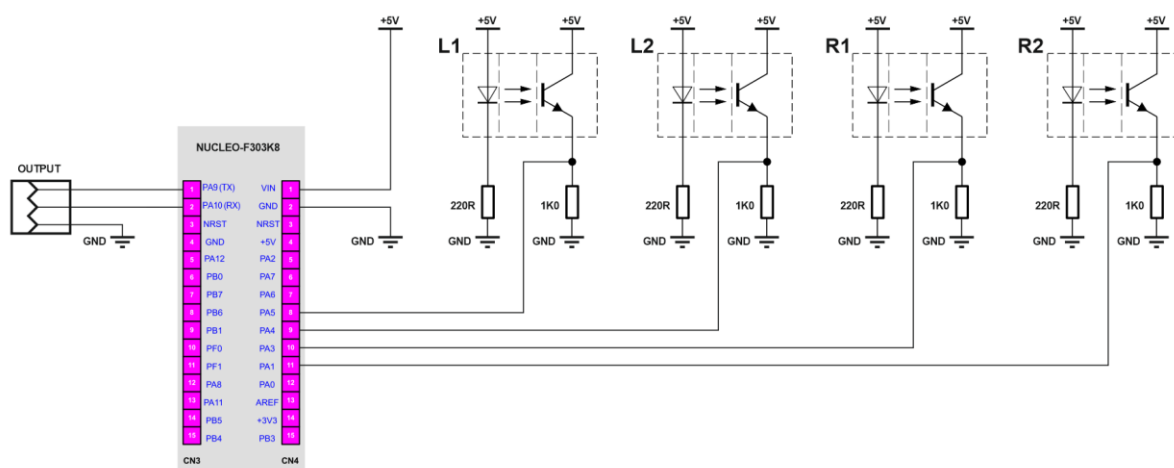 +5V
+5V
+5V
+5V
+5V
+5V
+5V
+5V
+5V
L1
L2
R1
R2
NUCLEO-F303K8
OUTPUT
1 PA9 (TX) VIN 1
2 PA10 (RX) GND 2
3 NRST NRST 3
4 GND +5V 4
5 PA12 PA2 5
6 PB0 PA7 6
7 PB7 PA6 7
8 PB6 PA5 8
9 PB1 PA4 9
10 PF0 PA3 10
11 PF1 PA1 11
12 PA8 PA0 12
13 PA11 AREF 13
14 PB5 +3V3 14
15 PB4 PB3 15
CN3 CN4
GND
GND
220R 1K0
GND GND
220R 1K0
GND GND
220R 1K0
GND GND
220R 1K0
GND GND